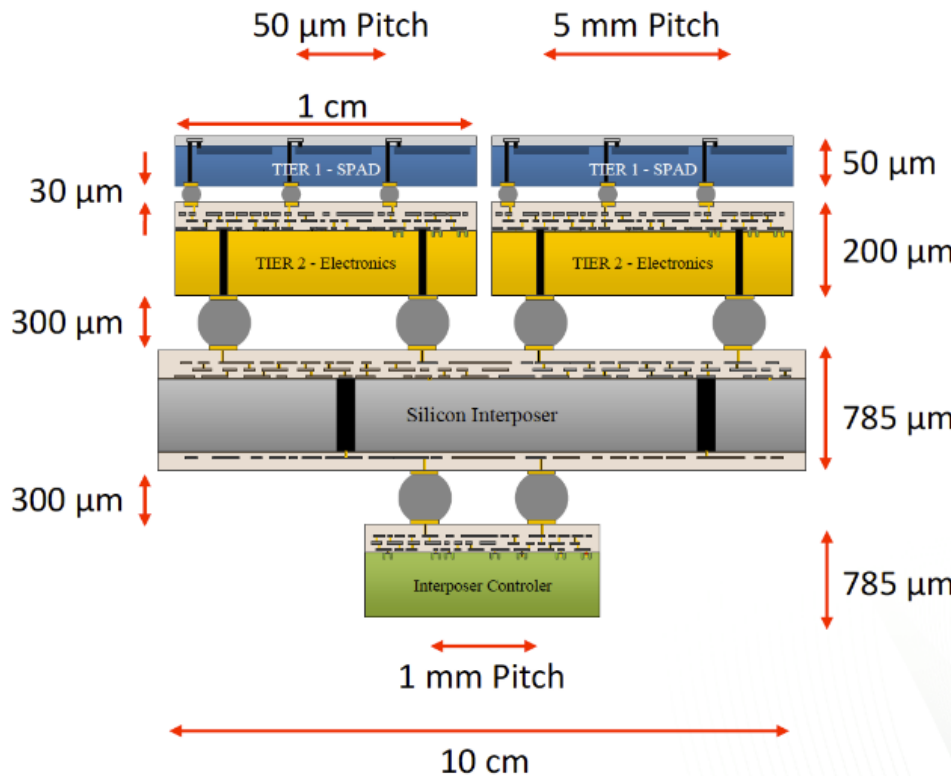 50 µm Pitch
5 mm Pitch
1 cm
TIER 1 - SPAD
TIER 1 - SPAD
30 µm
50 µm
TIER 2 - Electronics
TIER 2 - Electronics
200 µm
300 µm
Silicon Interposer
785 µm
300 µm
Interposer Controler
785 µm
1 mm Pitch
10 cm